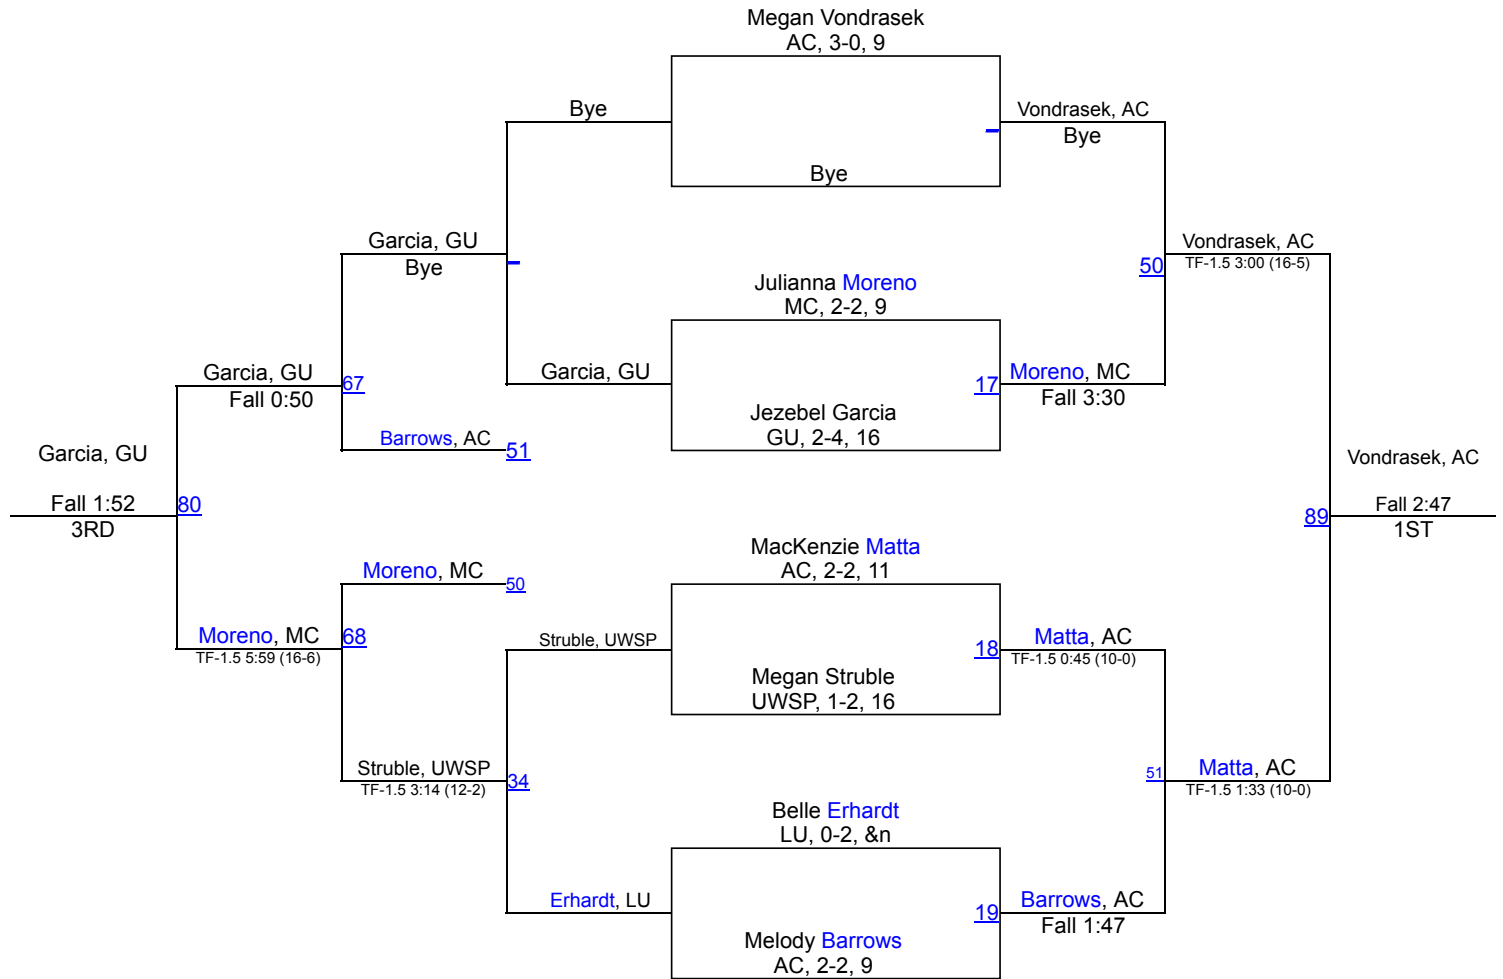 Megan Vondrasek
AC, 3-0, 9
Bye
Vondrasek, AC
Bye
Bye
Garcia, GU
Bye
Vondrasek, AC
TF-1.5 3:00 (16-5)
50
Julianna Moreno
MC, 2-2, 9
Garcia, GU
Fall 0:50
67
Garcia, GU
17
Moreno, MC
Fall 3:30
Jezebel Garcia
GU, 2-4, 16
Barrows, AC
51
Garcia, GU
Fall 1:52
3RD
80
Vondrasek, AC
Fall 2:47
1ST
89
MacKenzie Matta
AC, 2-2, 11
Moreno, MC
50
Moreno, MC
TF-1.5 5:59 (16-6)
68
Struble, UWSP
18
Matta, AC
TF-1.5 0:45 (10-0)
Megan Struble
UWSP, 1-2, 16
Struble, UWSP
TF-1.5 3:14 (12-2)
34
51
Matta, AC
TF-1.5 1:33 (10-0)
Belle Erhardt
LU, 0-2, &n
Erhardt, LU
19
Barrows, AC
Fall 1:47
Melody Barrows
AC, 2-2, 9